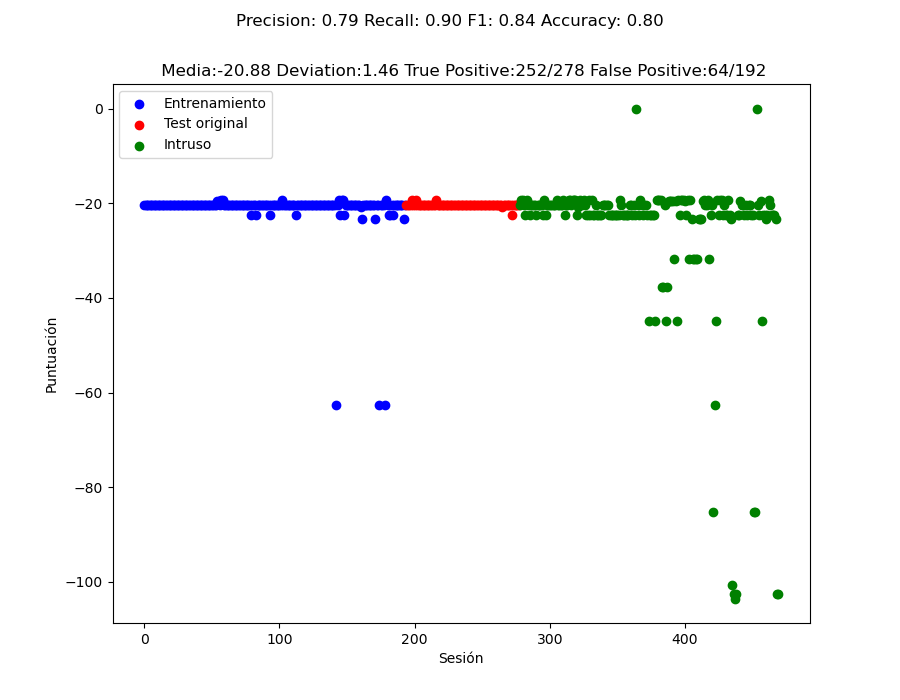 Precision: 0.79 Recall: 0.90 F1: 0.84 Accuracy: 0.80
Media:-20.88 Deviation:1.46 True Positive:252/278 False Positive:64/192
Entrenamiento
Test original
Intruso
0
−20
−40
−60
−80
−100
Puntuación
0
100
200
300
400
Sesión